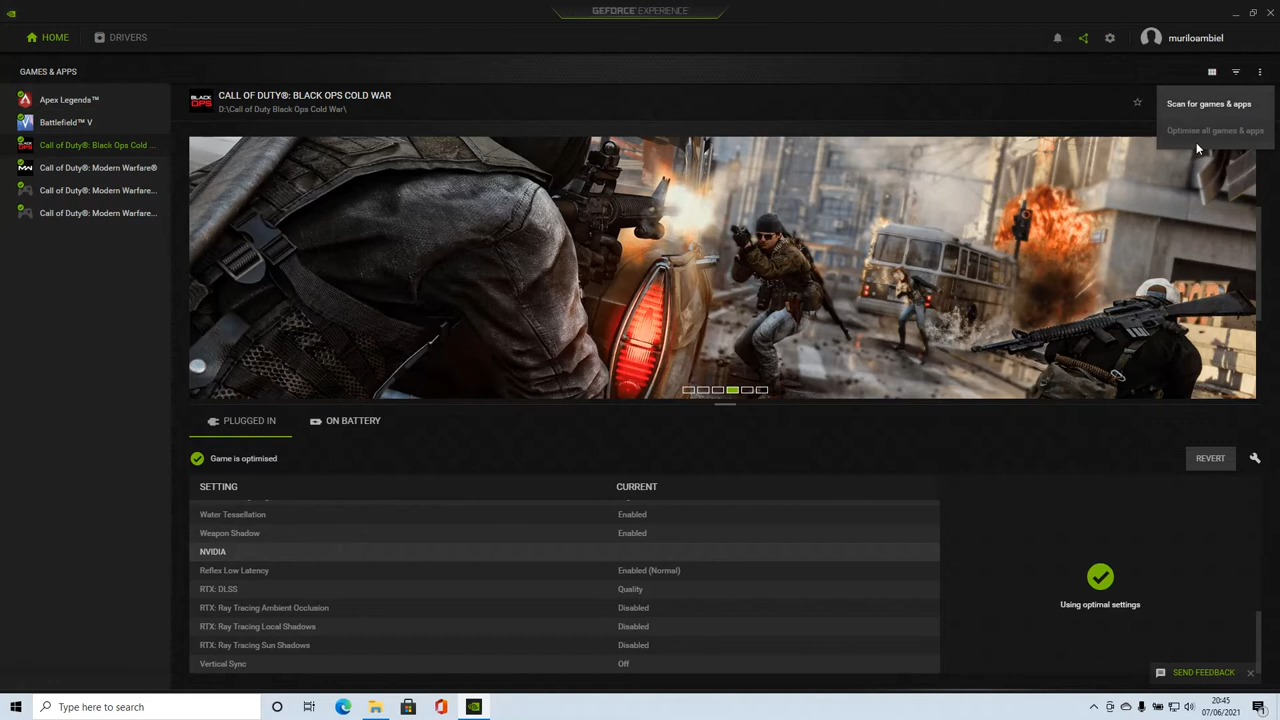 GEFORCE® EXPERIENCE™
HOME
DRIVERS
muriloambiel
GAMES & APPS
Apex Legends™
Battlefield™ V
Call of Duty®: Black Ops Cold ...
Call of Duty®: Modern Warfare®
Call of Duty®: Modern Warfare...
Call of Duty®: Modern Warfare...
BLACK
OPS
CALL OF DUTY®: BLACK OPS COLD WAR
D:\Call of Duty Black Ops Cold War\
Scan for games & apps
Optimise all games & apps
PLUGGED IN
ON BATTERY
Game is optimised
REVERT
SETTING
CURRENT
Water Tessellation
Enabled
Weapon Shadow
Enabled
NVIDIA
Reflex Low Latency
Enabled (Normal)
RTX: DLSS
Quality
RTX: Ray Tracing Ambient Occlusion
Disabled
RTX: Ray Tracing Local Shadows
Disabled
RTX: Ray Tracing Sun Shadows
Disabled
Vertical Sync
Off
Using optimal settings
SEND FEEDBACK
Type here to search
20:45
07/06/2021